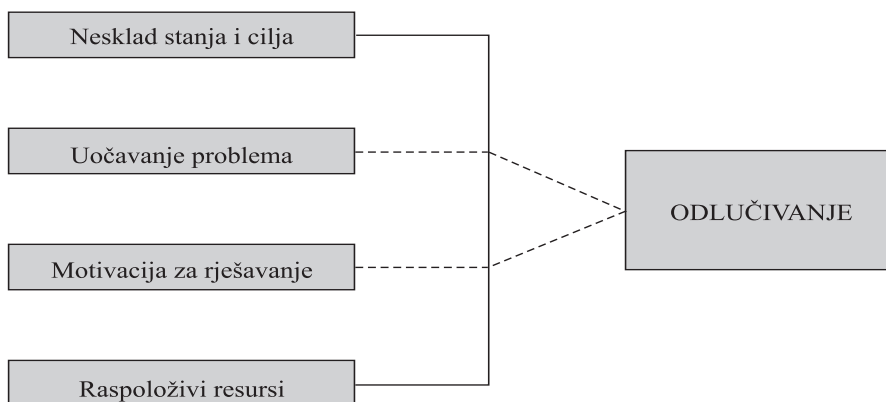 Nesklad stanja i cilja
Uočavanje problema
Motivacija za rješavanje
Raspoloživi resursi
ODLUČIVANJE